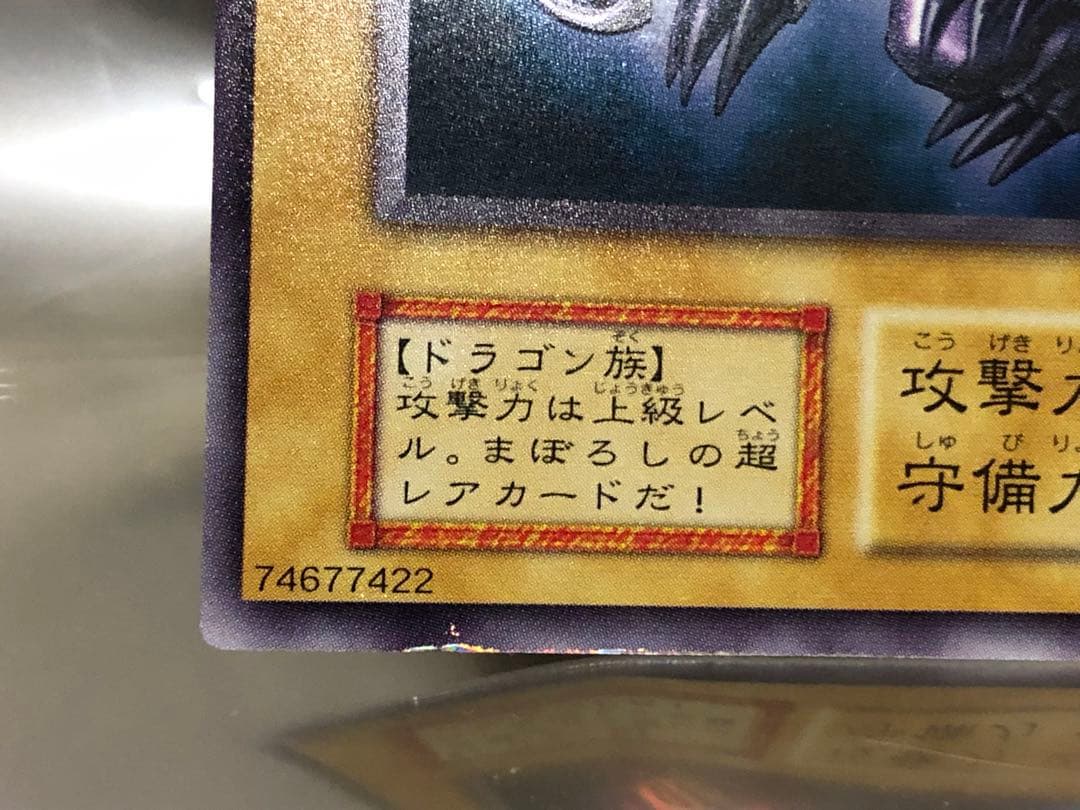 【ドラゴン族】
攻撃力は上級レベ
ル。まぼろしの超
レアカードだ！
74677422
攻撃
守備